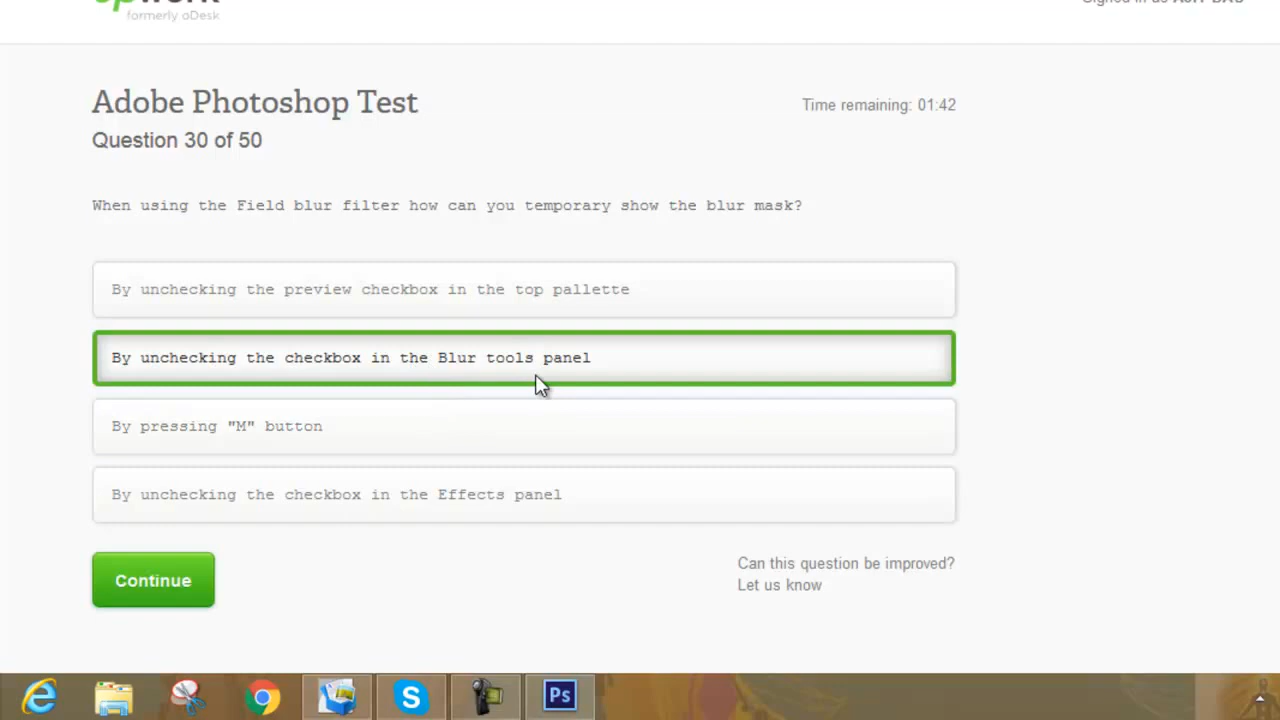 formerly oDesk
Adobe Photoshop Test
Time remaining: 01:42
Question 30 of 50
When using the Field blur filter how can you temporary show the blur mask?
By unchecking the preview checkbox in the top pallette
By unchecking the checkbox in the Blur tools panel
By pressing "M" button
By unchecking the checkbox in the Effects panel
Continue
Can this question be improved?
Let us know
Ps